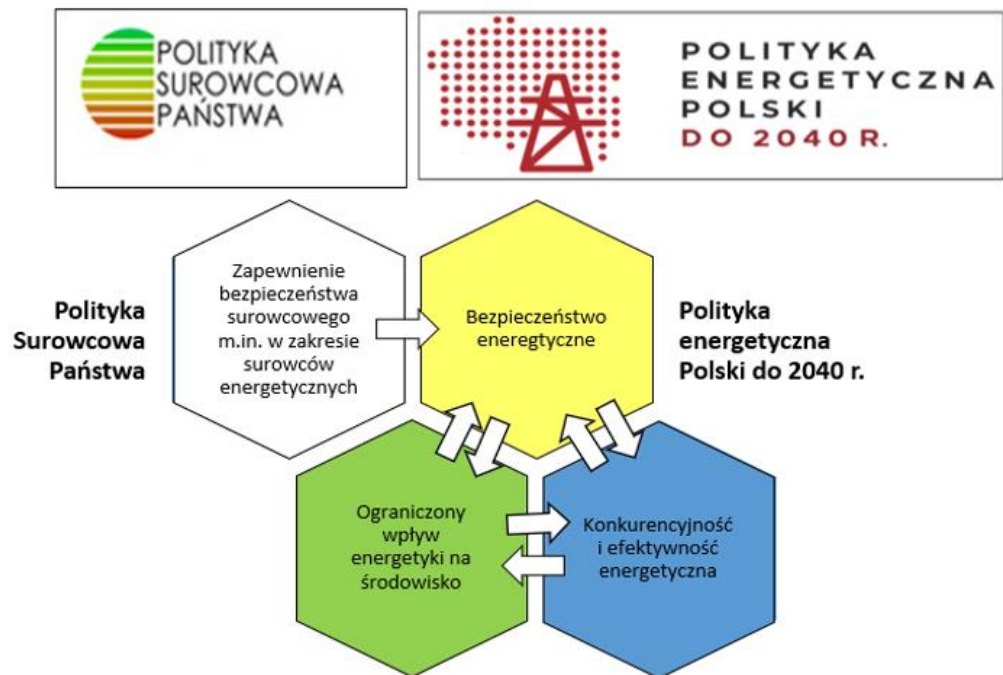 POLITYKA
SUROWCOWA
PAŃSTWA
POLITYKA
ENERGETYCZNA
POLSKI
DO 2040 R.
Polityka
Surowcowa
Państwa
Zapewnienie
bezpieczeństwa
surowcowego
m.in. w zakresie
surowców
energetycznych
Bezpieczeństwo
eneregtyczne
Polityka
energetyczna
Polski do 2040 r.
Ograniczony
wpływ
energetyki na
środowisko
Konkurencyjność
i efektywność
energetyczna